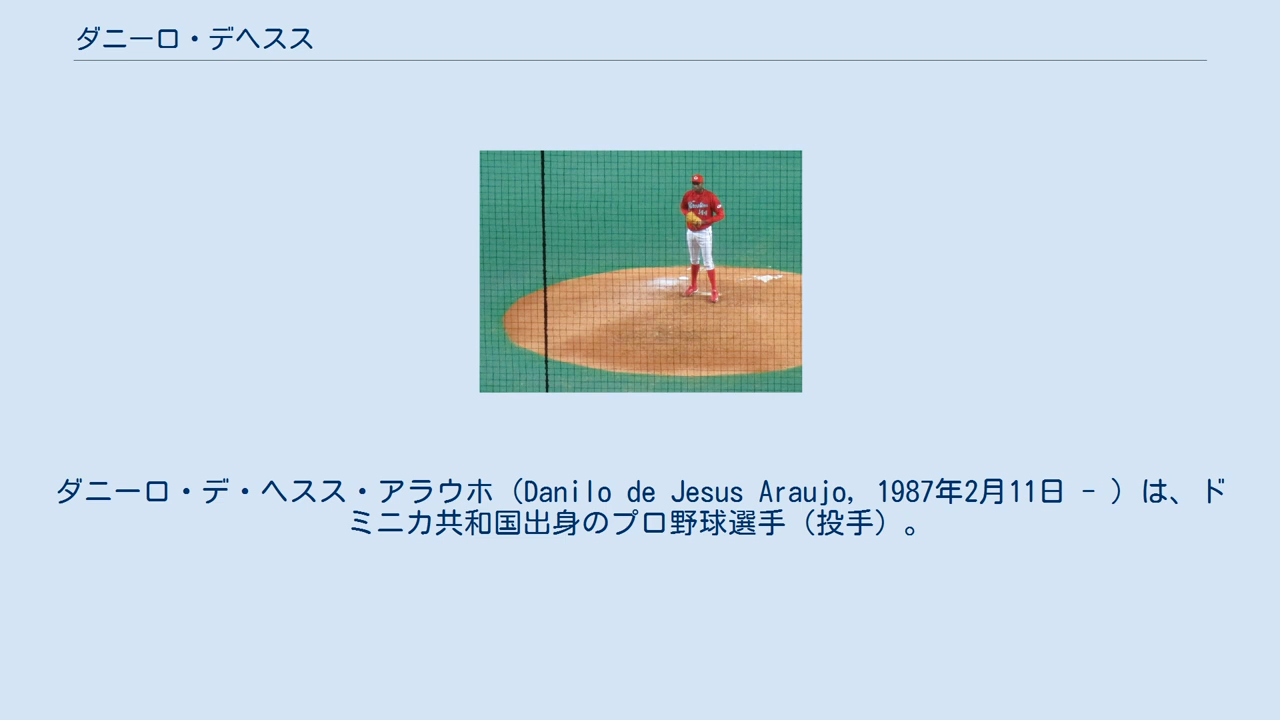 ダニーロ・デヘスス
ダニーロ・デ・ヘスス・アラウホ（Danilo de Jesus Araujo, 1987年2月11日 - ）は、ド
ミニカ共和国出身のプロ野球選手（投手）。